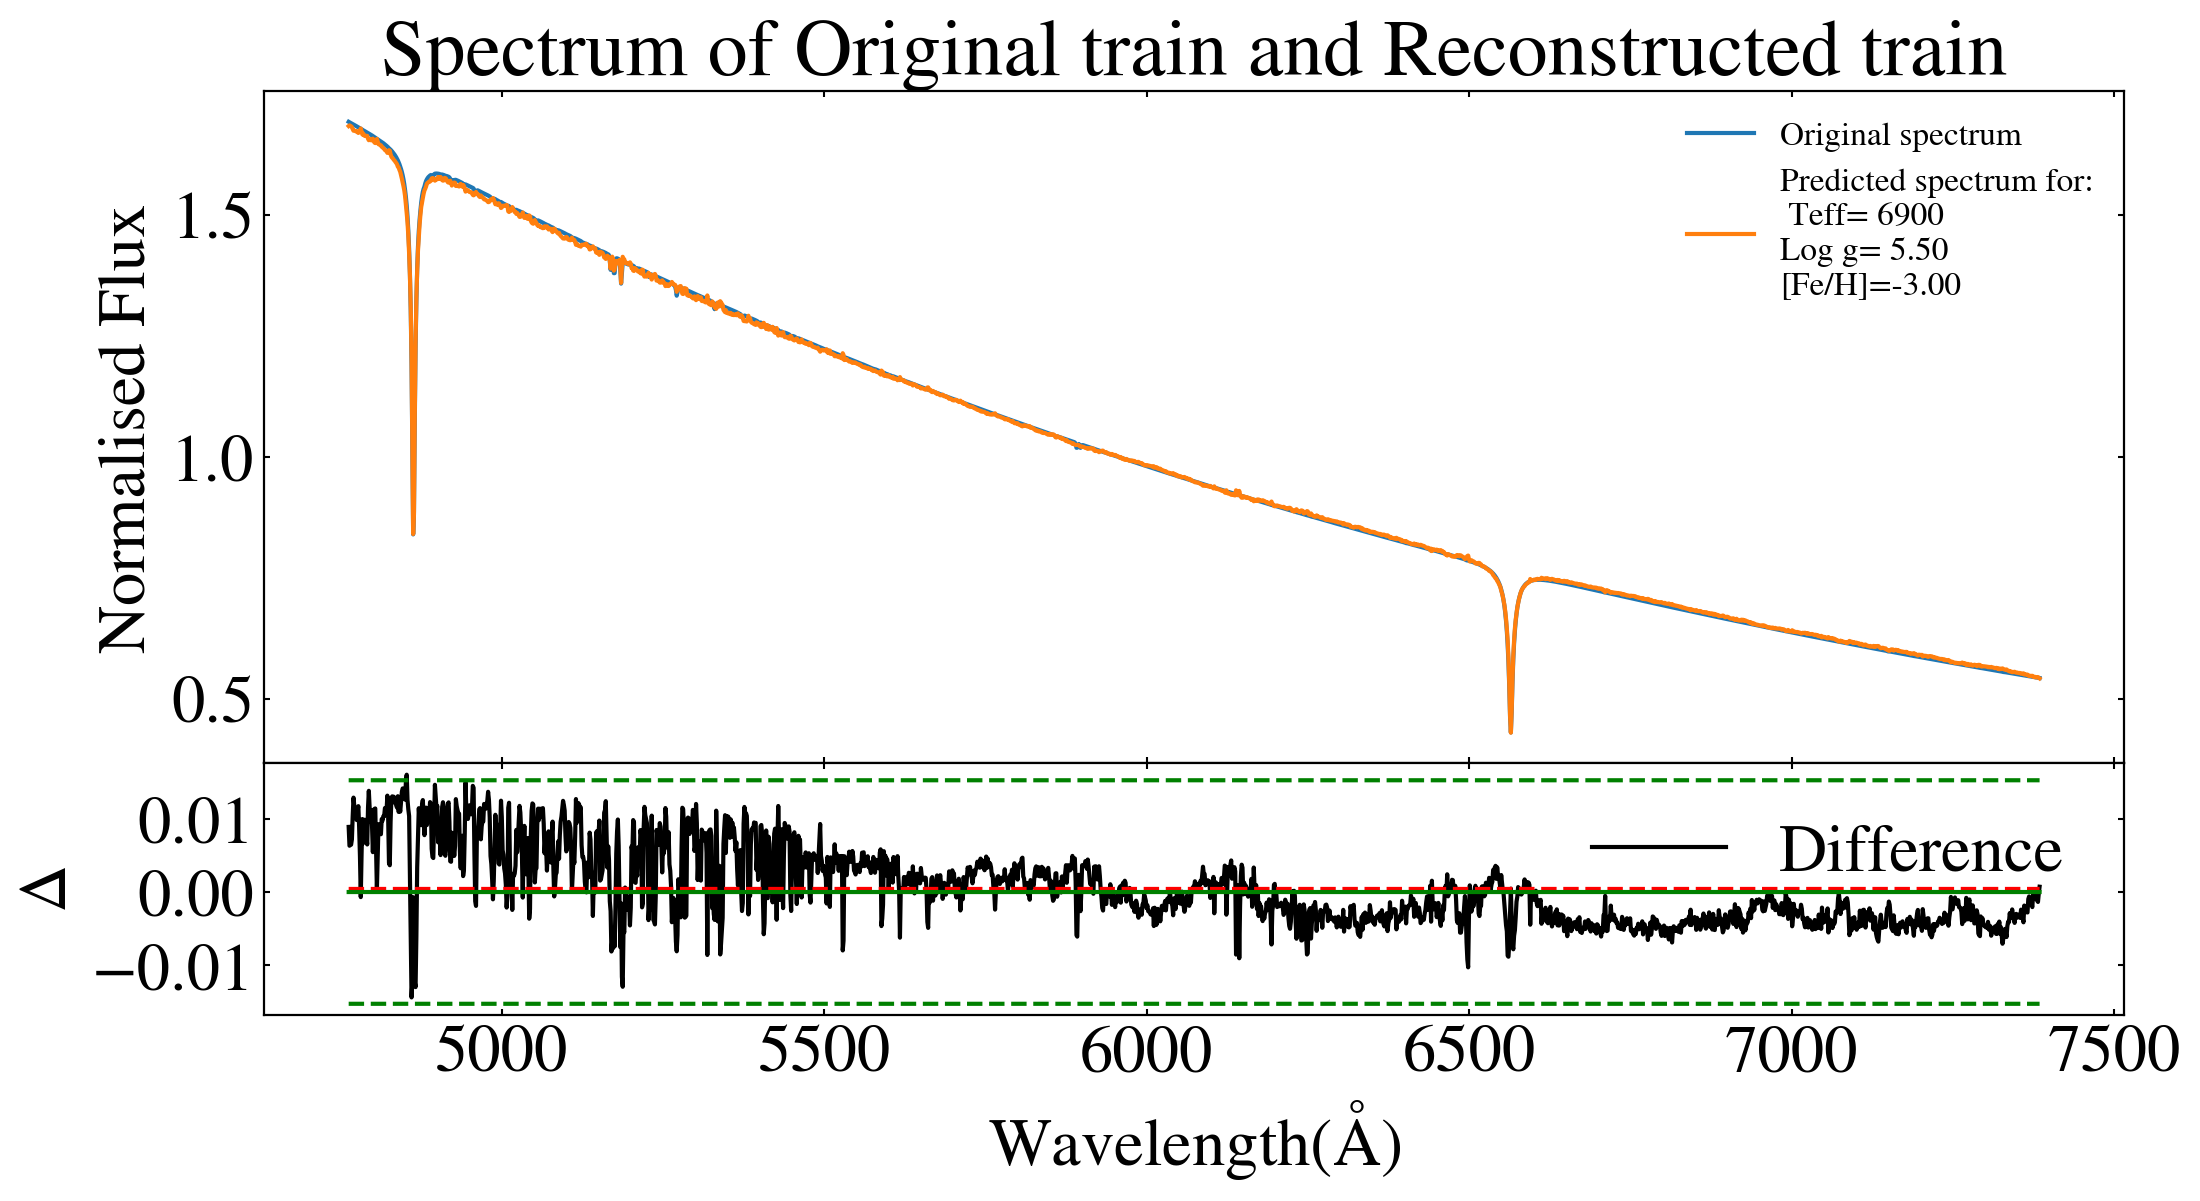 Spectrum of Original train and Reconstructed train
Normalised Flux
1.5
1.0
0.5
Original spectrum
Predicted spectrum for:
Teff= 6900
Log g= 5.50
[Fe/H]=-3.00
Δ
0.01
0.00
−0.01
Difference
5000 5500 6000 6500 7000 7500
Wavelength(Å)